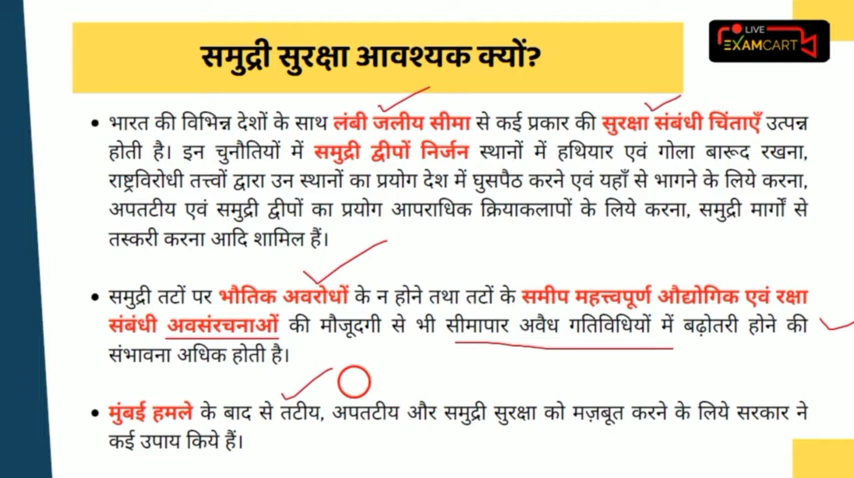 समुद्री सुरक्षा आवश्यक क्यों?
LIVE
EXAMCART
• भारत की विभिन्न देशों के साथ लंबी जलीय सीमा से कई प्रकार की सुरक्षा संबंधी चिंताएँ उत्पन्न
होती है। इन चुनौतियों में समुद्री द्वीपों निर्जन स्थानों में हथियार एवं गोला बारूद रखना,
राष्ट्रविरोधी तत्त्वों द्वारा उन स्थानों का प्रयोग देश में घुसपैठ करने एवं यहाँ से भागने के लिये करना,
अपतटीय एवं समुद्री द्वीपों का प्रयोग आपराधिक क्रियाकलापों के लिये करना, समुद्री मार्गों से
तस्करी करना आदि शामिल हैं।
• समुद्री तटों पर भौतिक अवरोधों के न होने तथा तटों के समीप महत्त्वपूर्ण औद्योगिक एवं रक्षा
संबंधी अवसंरचनाओं की मौजूदगी से भी सीमापार अवैध गतिविधियों में बढ़ोतरी होने की
संभावना अधिक होती है।
• मुंबई हमले के बाद से तटीय, अपतटीय और समुद्री सुरक्षा को मज़बूत करने के लिये सरकार ने
कई उपाय किये हैं।